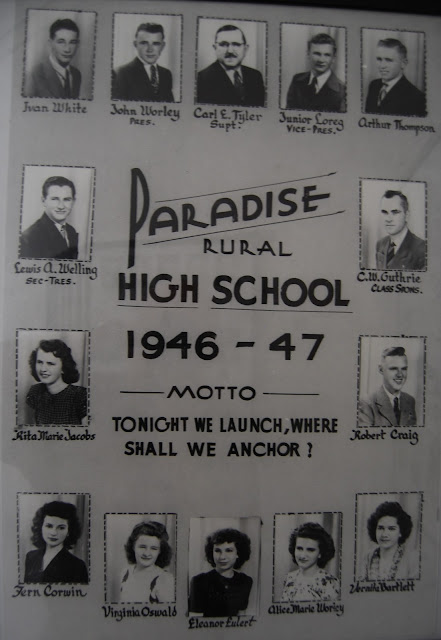 Ivan White
John Worley
PRES.
Carl E. Tyler
Supt.
Junior Loreg
VICE-PRES.
Arthur Thompson
Lewis A. Welling
SEC-TRES.
PARADISE
RURAL
HIGH SCHOOL
C.W. Guthrie
CLASS SPONS.
1946 - 47
MOTTO
TONIGHT WE LAUNCH, WHERE
SHALL WE ANCHOR?
Rita Marie Jacobs
Robert Craig
Fern Corwin
Virginia Oswald
Eleanor Eulert
Alice Marie Worley
Bartlett